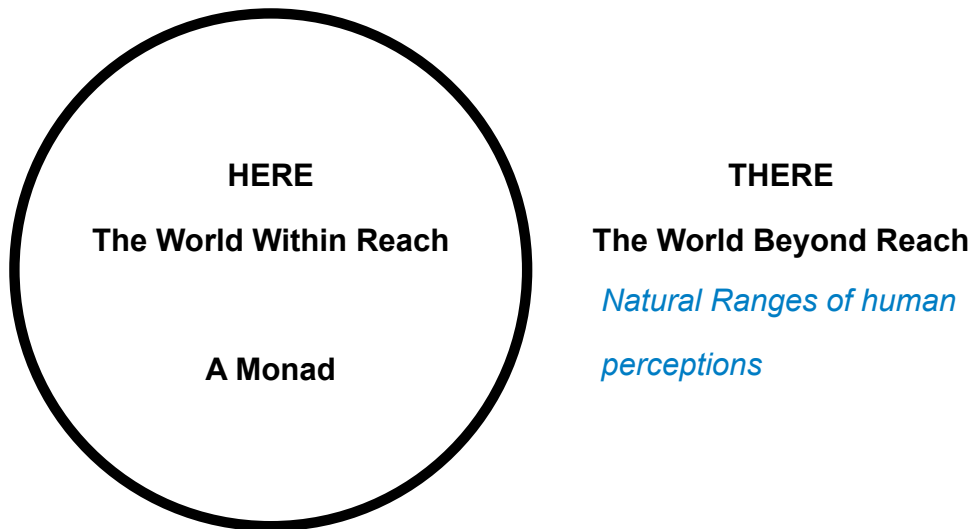 HERE
The World Within Reach
A Monad
THERE
The World Beyond Reach
Natural Ranges of human
perceptions